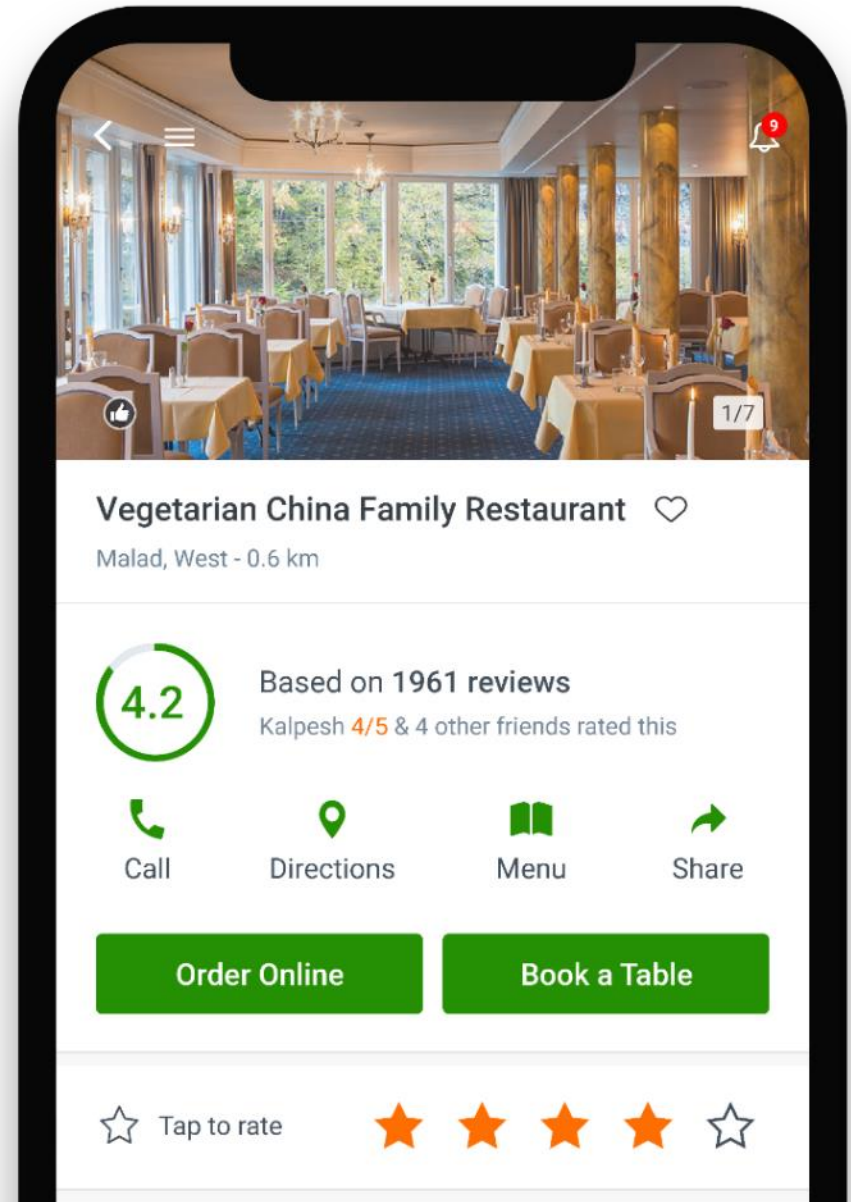 9
1/7
Vegetarian China Family Restaurant
Malad, West - 0.6 km
4.2
Based on 1961 reviews
Kalpesh 4/5 & 4 other friends rated this
Call Directions Menu Share
Order Online Book a Table
Tap to rate